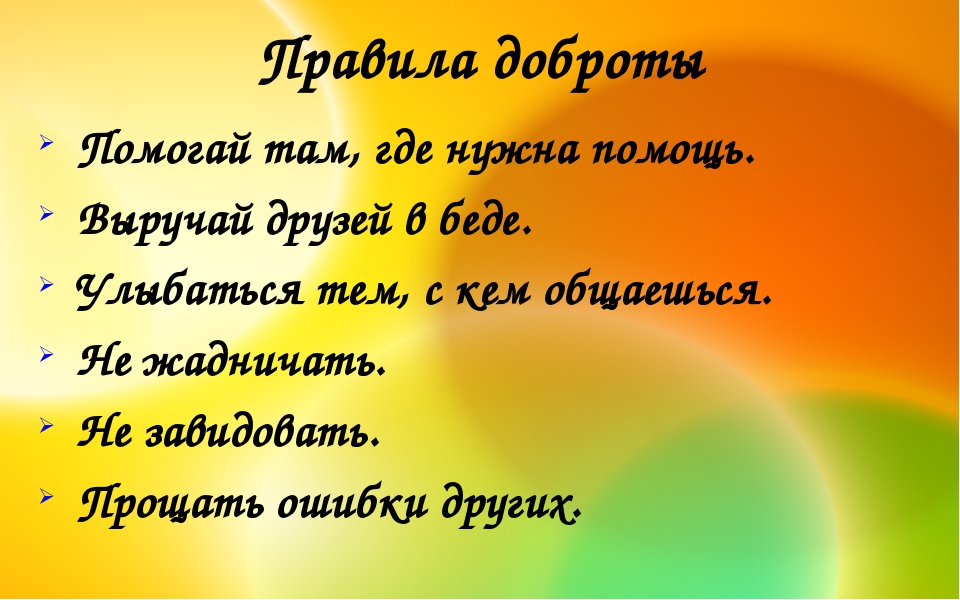 Правила доброты
Помогай там, где нужна помощь.
Выручай друзей в беде.
Улыбаться тем, с кем общаешься.
Не жадничать.
Не завидовать.
Прощать ошибки других.